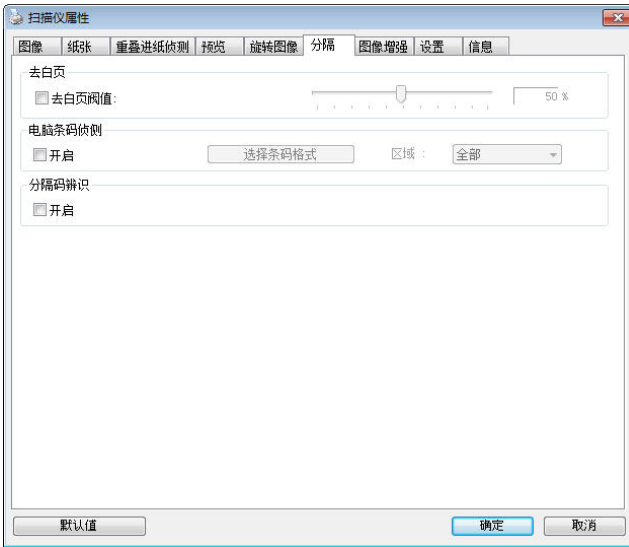 扫描仪属性
图像 纸张 重叠进纸侦测 预览 旋转图像 分隔 图像增强 设置 信息
去白页
去白页阀值: 50 %
电脑条码侦侧
开启 选择条码格式 区域 : 全部
分隔码辨识
开启
默认值 确定 取消